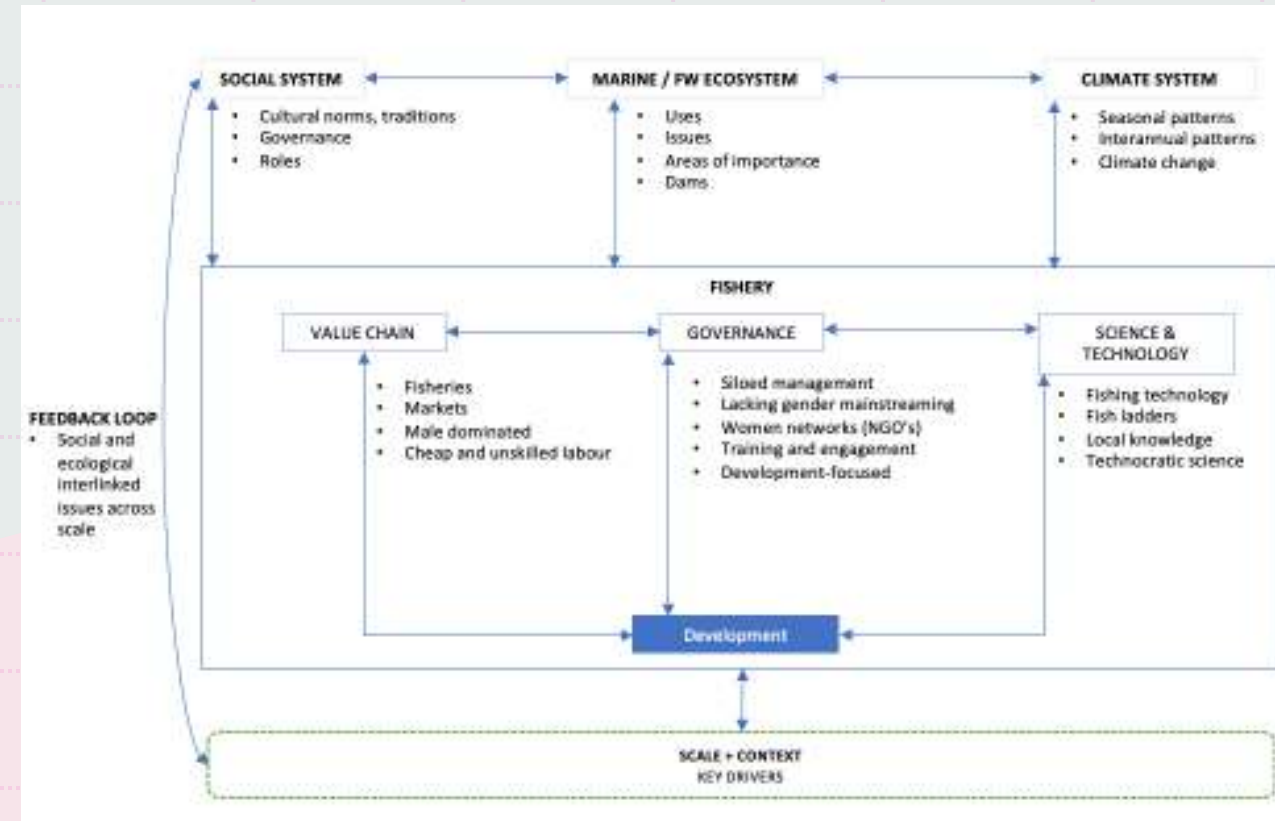 SOCIAL SYSTEM
MARINE / FW ECOSYSTEM
CLIMATE SYSTEM
• Cultural norms, traditions
• Governance
• Roles
• Uses
• Issues
• Areas of importance
• Dams
• Seasonal patterns
• Interannual patterns
• Climate change
FISHERY
VALUE CHAIN
GOVERNANCE
SCIENCE &
TECHNOLOGY
• Fisheries
• Markets
• Male dominated
• Cheap and unskilled labour
• Siloed management
• Lacking gender mainstreaming
• Women networks (NGO's)
• Training and engagement
• Development-focused
• Fishing technology
• Fish ladders
• Local knowledge
• Technocratic science
FEEDBACK LOOP
• Social and
ecological
interlinked
issues across
scale
Development
SCALE + CONTEXT
KEY DRIVERS